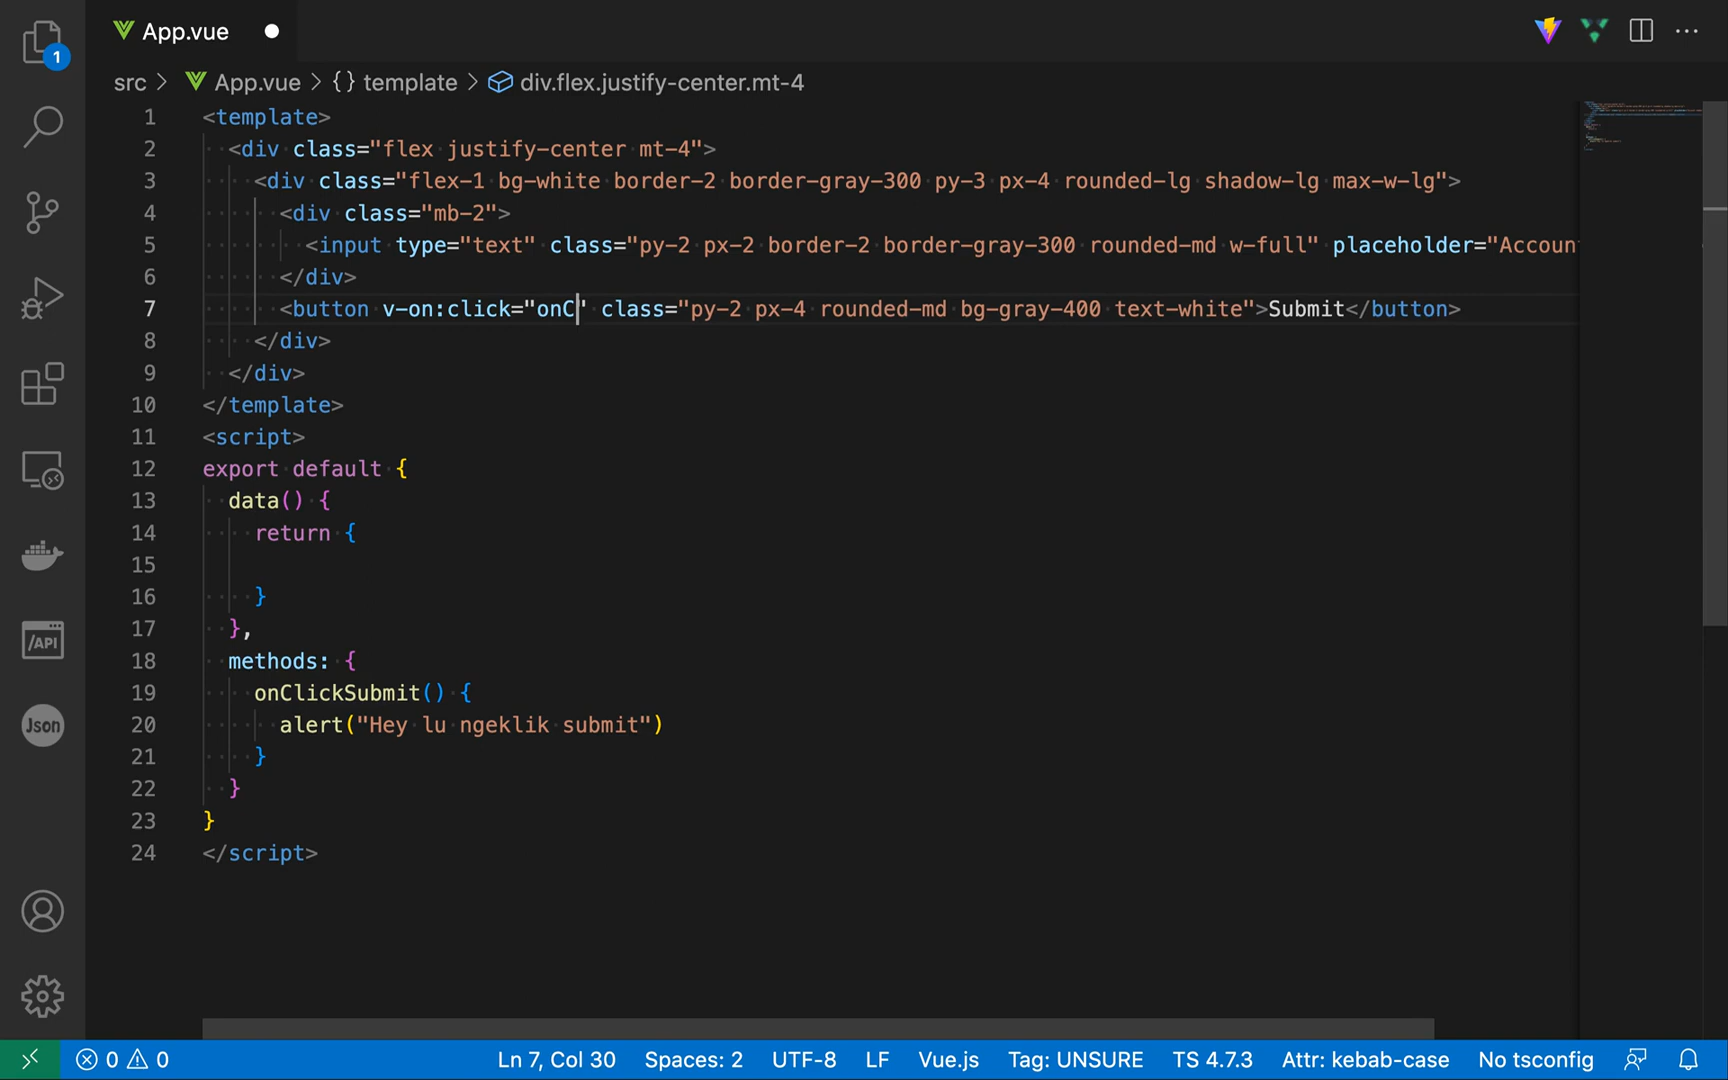 App.vue
1
src > App.vue > {} template > div.flex.justify-center.mt-4
1 <template>
2 <div class="flex justify-center mt-4">
3 <div class="flex-1 bg-white border-2 border-gray-300 py-3 px-4 rounded-lg shadow-lg max-w-lg">
4 <div class="mb-2">
5 <input type="text" class="py-2 px-2 border-2 border-gray-300 rounded-md w-full" placeholder="Accoun
6 </div>
7 <button v-on:click="onC" class="py-2 px-4 rounded-md bg-gray-400 text-white">Submit</button>
8 </div>
9 </div>
10 </template>
11 <script>
12 export default {
13 data() {
14 return {
15
16 }
17 },
18 methods: {
19 onClickSubmit() {
20 alert("Hey lu ngeklik submit")
21 }
22 }
23 }
24 </script>
/API
Json
0 0 Ln 7, Col 30 Spaces: 2 UTF-8 LF Vue.js Tag: UNSURE TS 4.7.3 Attr: kebab-case No tsconfig